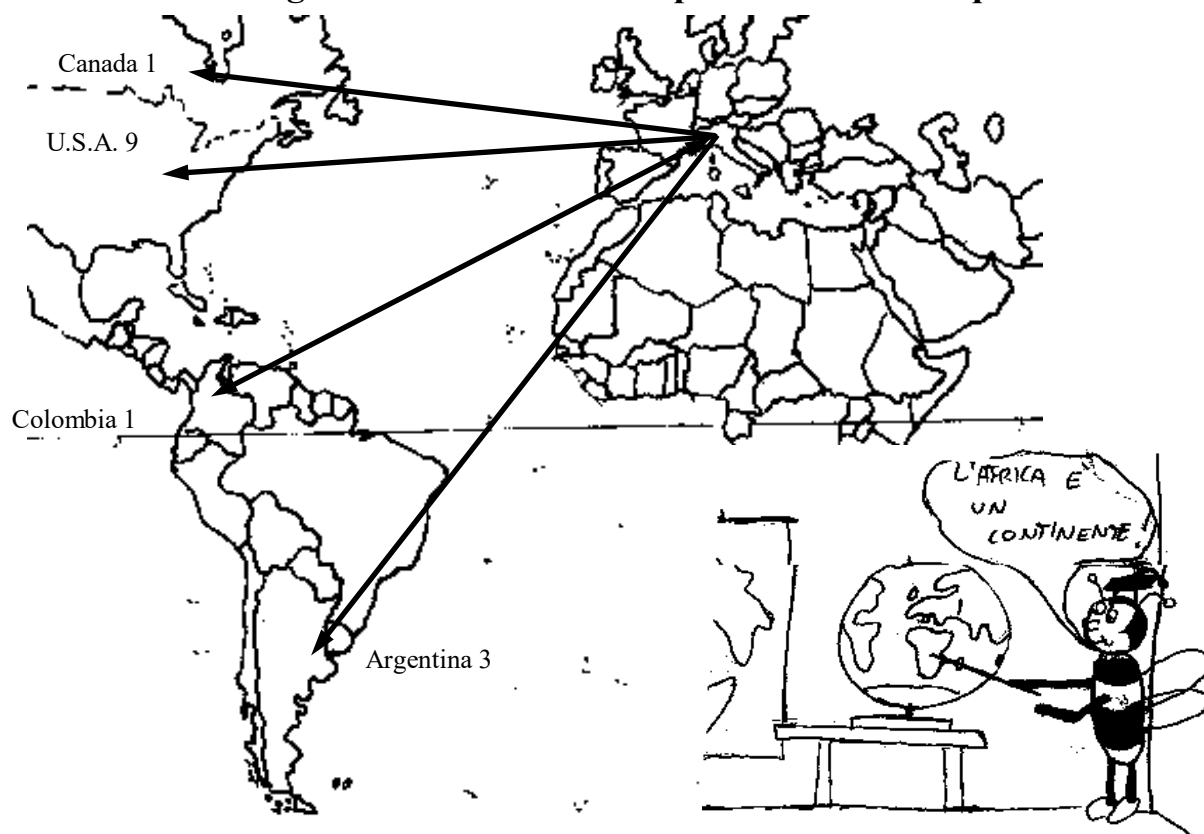 Canada 1
U.S.A. 9
Colombia 1
Argentina 3
L'AFRICA E'
UN
CONTINENTE.